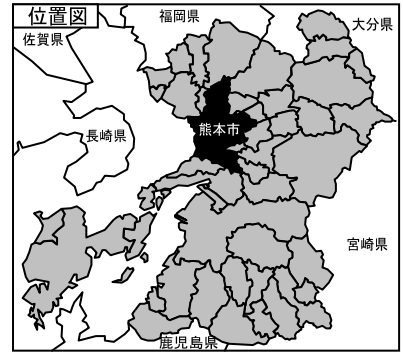 位置図
福岡県
大分県
佐賀県
長崎県
熊本市
宮崎県
鹿児島県